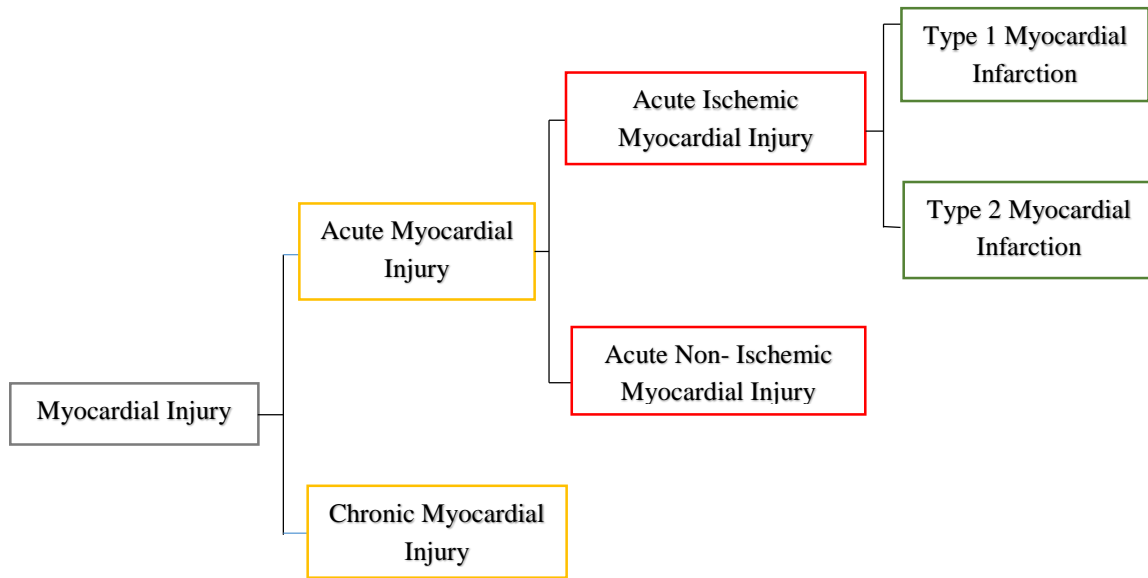 Type 1 Myocardial
Infarction
Acute Ischemic
Myocardial Injury
Type 2 Myocardial
Infarction
Acute Myocardial
Injury
Acute Non- Ischemic
Myocardial Injury
Myocardial Injury
Chronic Myocardial
Injury